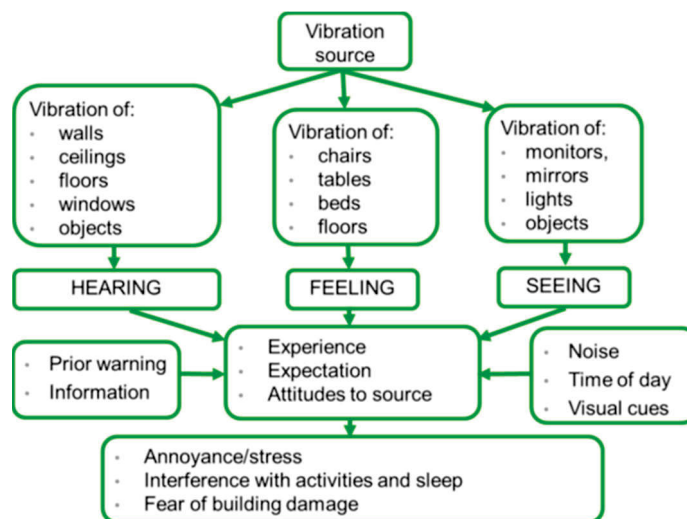 Vibration
source
Vibration of:
• walls
• ceilings
• floors
• windows
• objects
Vibration of:
• chairs
• tables
• beds
• floors
Vibration of:
• monitors,
• mirrors
• lights
• objects
HEARING
FEELING
SEEING
• Prior warning
• Information
• Experience
• Expectation
• Attitudes to source
• Noise
• Time of day
• Visual cues
• Annoyance/stress
• Interference with activities and sleep
• Fear of building damage